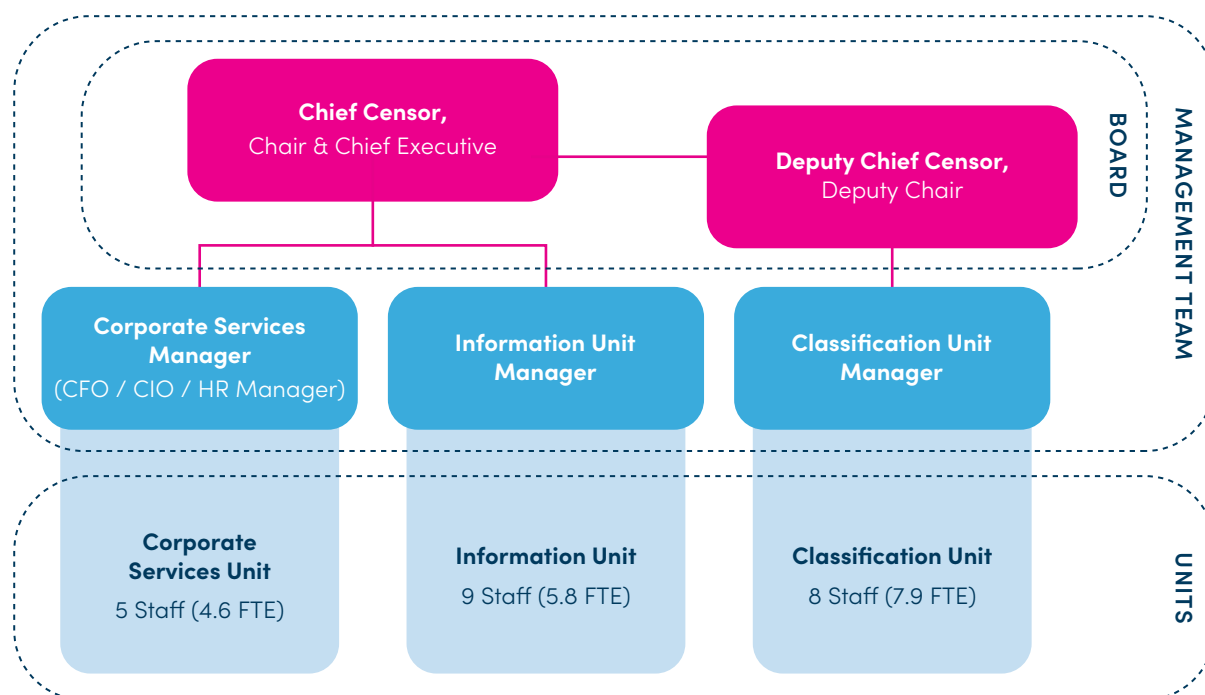 Chief Censor,
Chair & Chief Executive
Deputy Chief Censor,
Deputy Chair
BOARD
MANAGEMENT TEAM
Corporate Services
Manager
(CFO / CIO / HR Manager)
Information Unit
Manager
Classification Unit
Manager
Corporate
Services Unit
5 Staff (4.6 FTE)
Information Unit
9 Staff (5.8 FTE)
Classification Unit
8 Staff (7.9 FTE)
UNITS